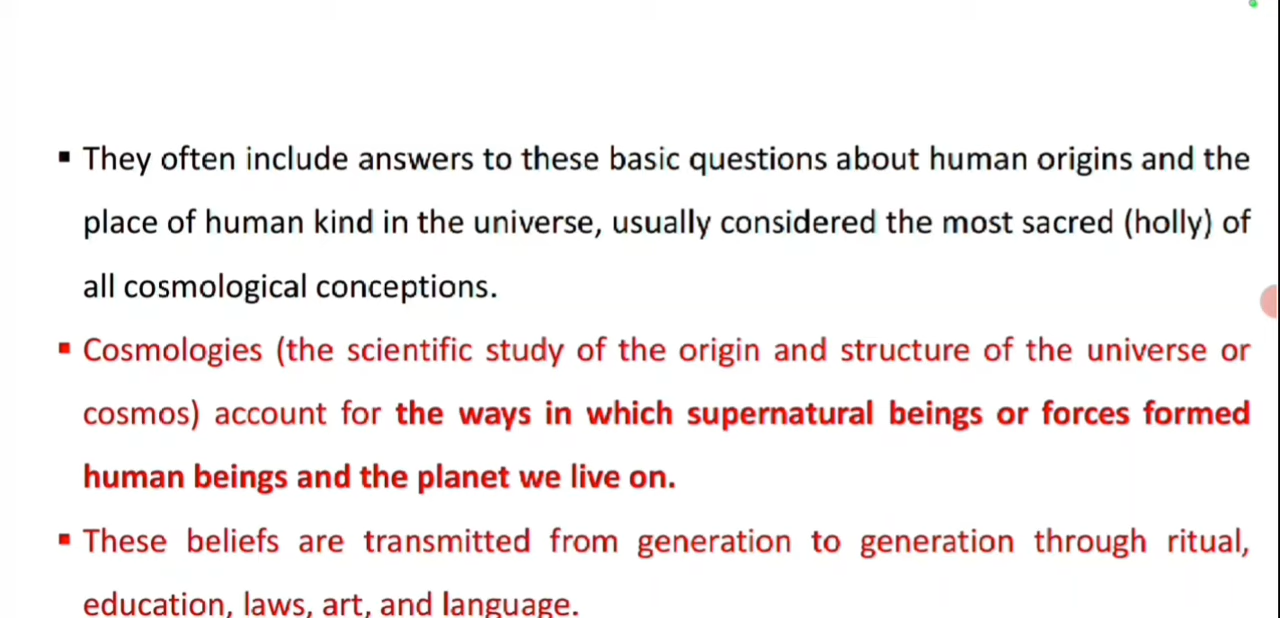 ▪ They often include answers to these basic questions about human origins and the
place of human kind in the universe, usually considered the most sacred (holly) of
all cosmological conceptions.
▪ Cosmologies (the scientific study of the origin and structure of the universe or
cosmos) account for the ways in which supernatural beings or forces formed
human beings and the planet we live on.
▪ These beliefs are transmitted from generation to generation through ritual,
education, laws, art, and language.